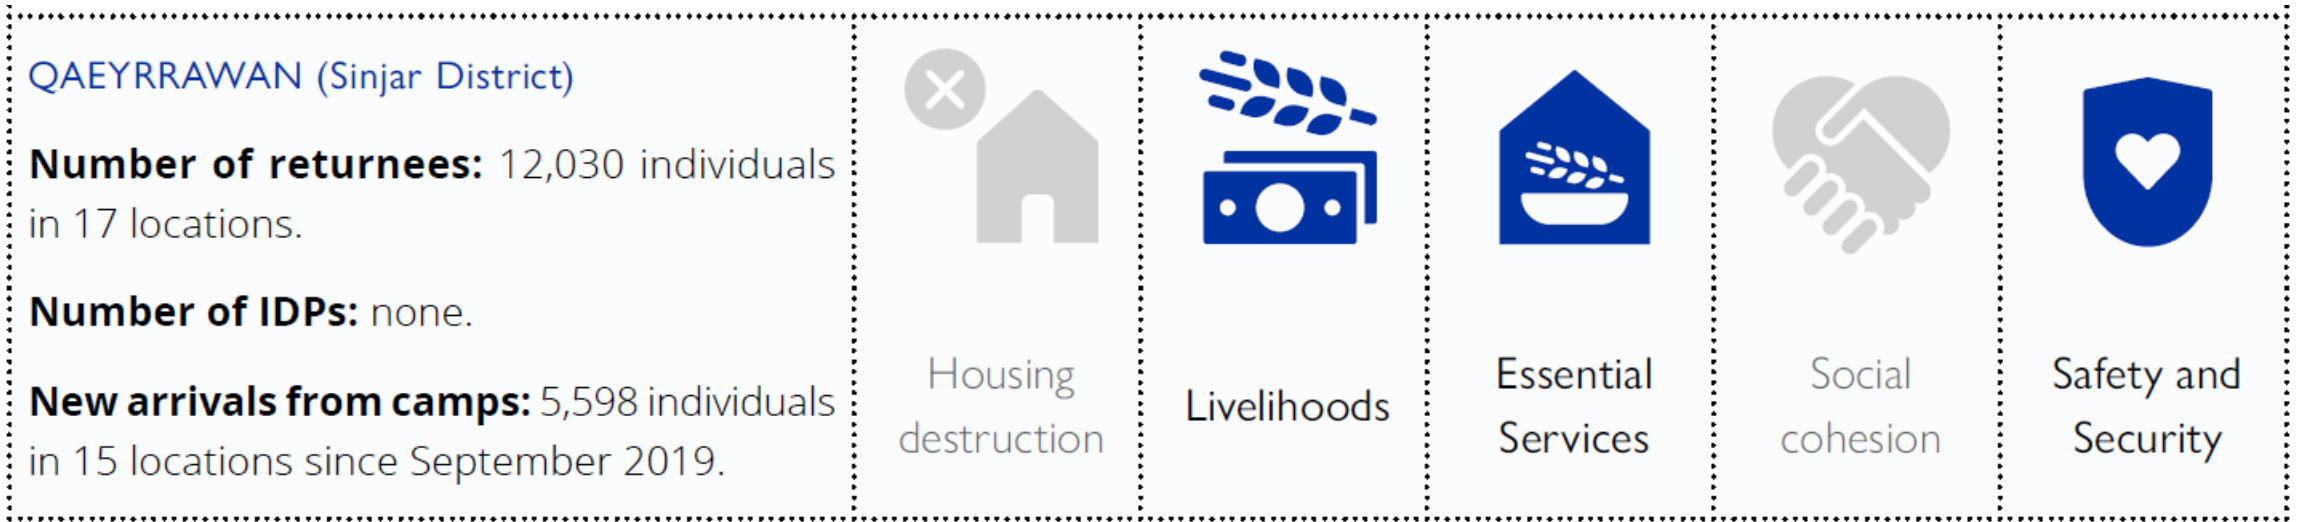 QAEYRRAWAN (Sinjar District)
Number of returnees: 12,030 individuals
in 17 locations.
Number of IDPs: none.
New arrivals from camps: 5,598 individuals
in 15 locations since September 2019.
Housing
destruction
Livelihoods
Essential
Services
Social
cohesion
Safety and
Security